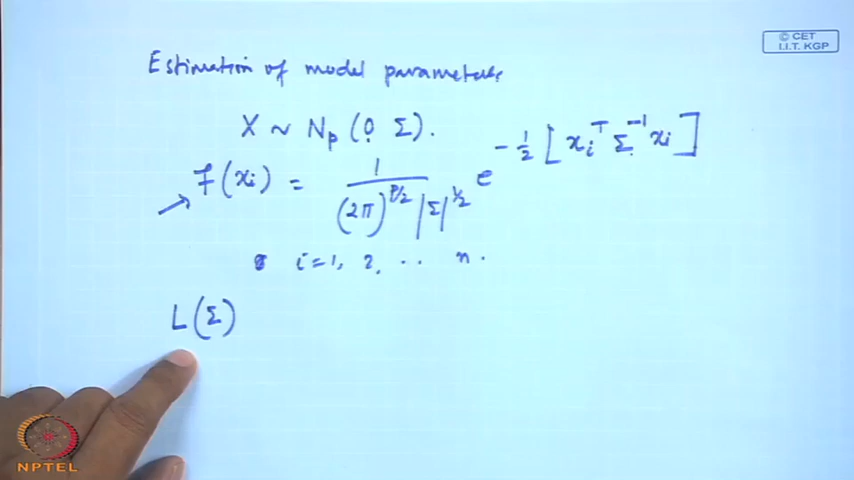 © CET
I.I.T. KGP
Estimation of model parameters
X ~ Np (0 Σ).
f(xi) = 1 / (2π)^{p/2} |Σ|^{1/2} e^{-1/2 [xi^T Σ^{-1} xi]}
i = 1, 2, .. n.
L(Σ)
NPTEL